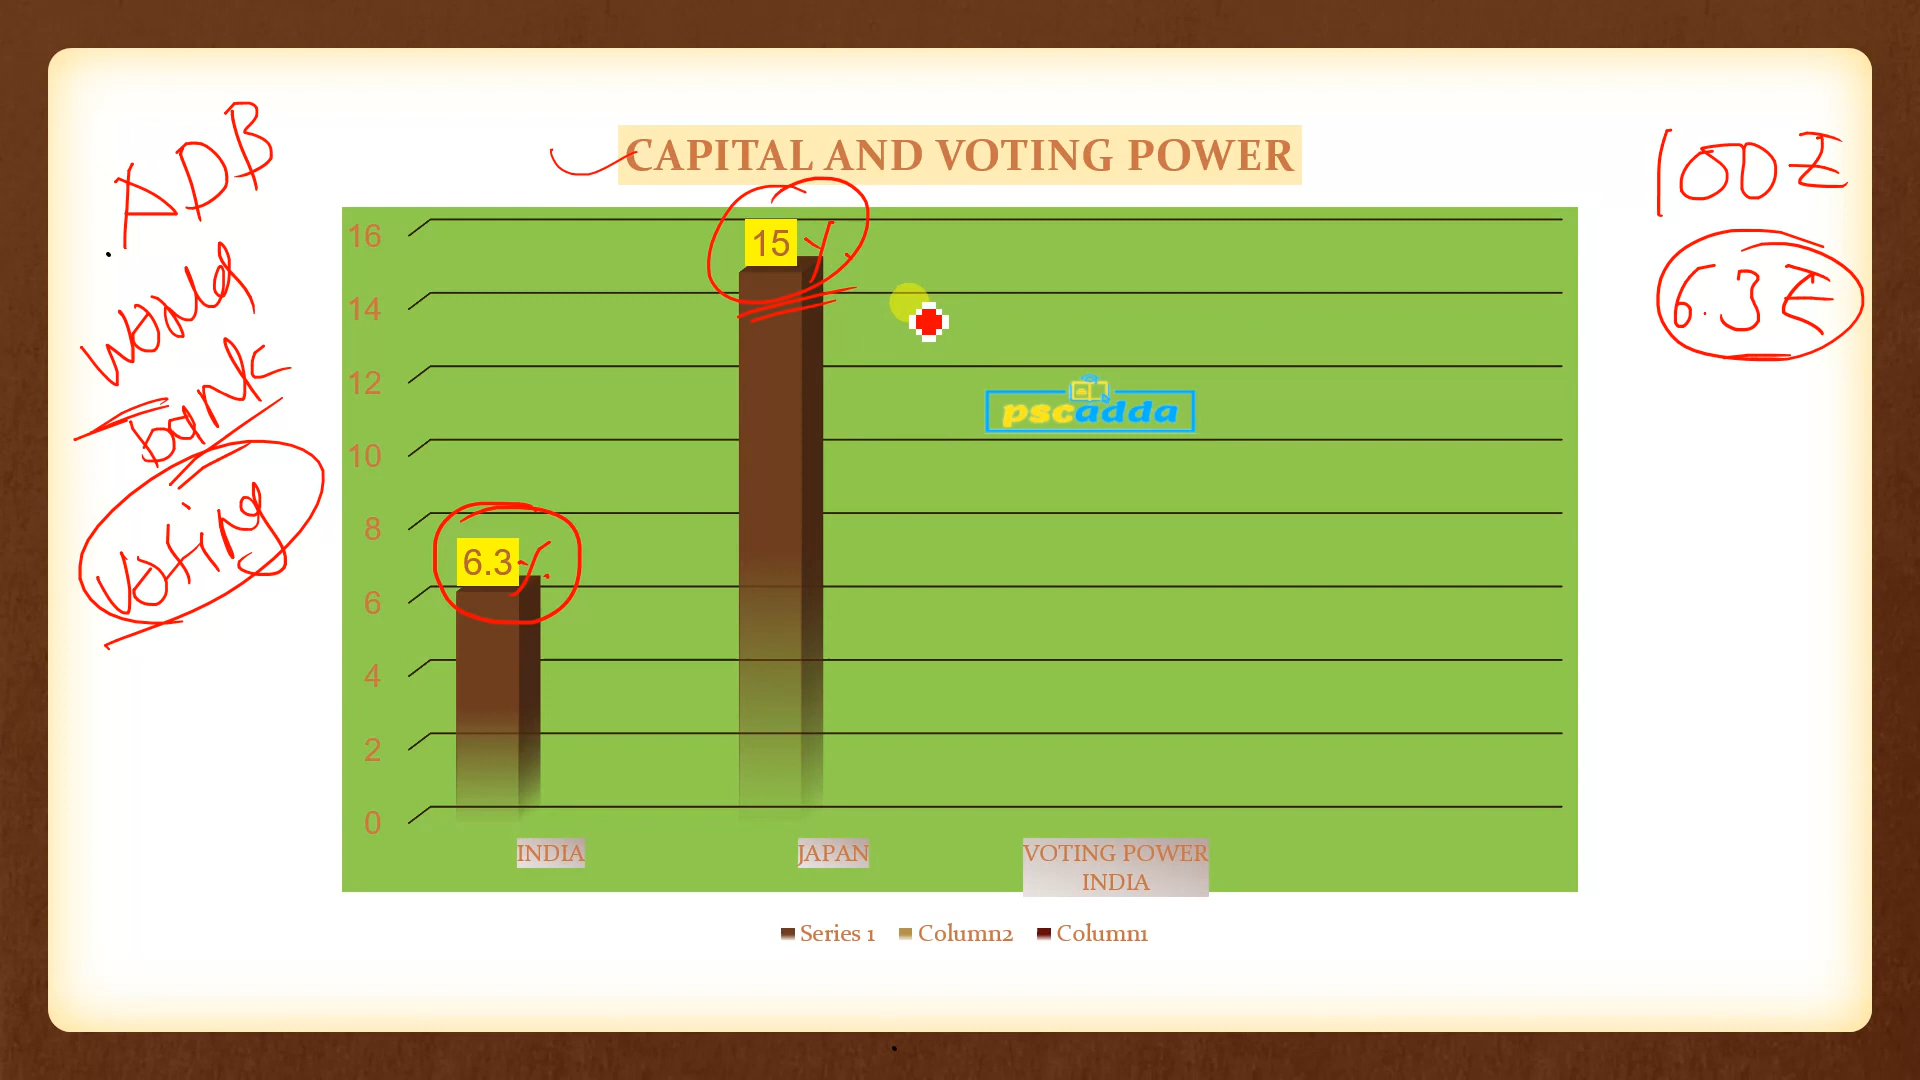 CAPITAL AND VOTING POWER
ADB
World
Bank
Voting
100
6.3
16
14
12
10
8
6
4
2
0
15
6.3
pscadda
INDIA
JAPAN
VOTING POWER
INDIA
Series 1
Column2
Column1